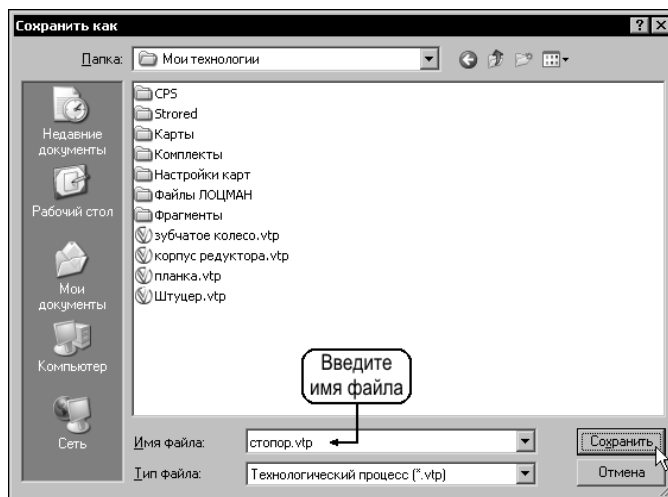 Сохранить как
Папка: Мои технологии
Недавние
документы
Рабочий стол
Мои
документы
Компьютер
Сеть
CPS
Strored
Карты
Комплекты
Настройки карт
Файлы ЛОЦМАН
Фрагменты
зубчатое колесо.vtp
корпус редуктора.vtp
планка.vtp
Штуцер.vtp
Введите
имя файла
Имя файла: стопор.vtp Сохранить
Тип файла: Технологический процесс (*.vtp) Отмена